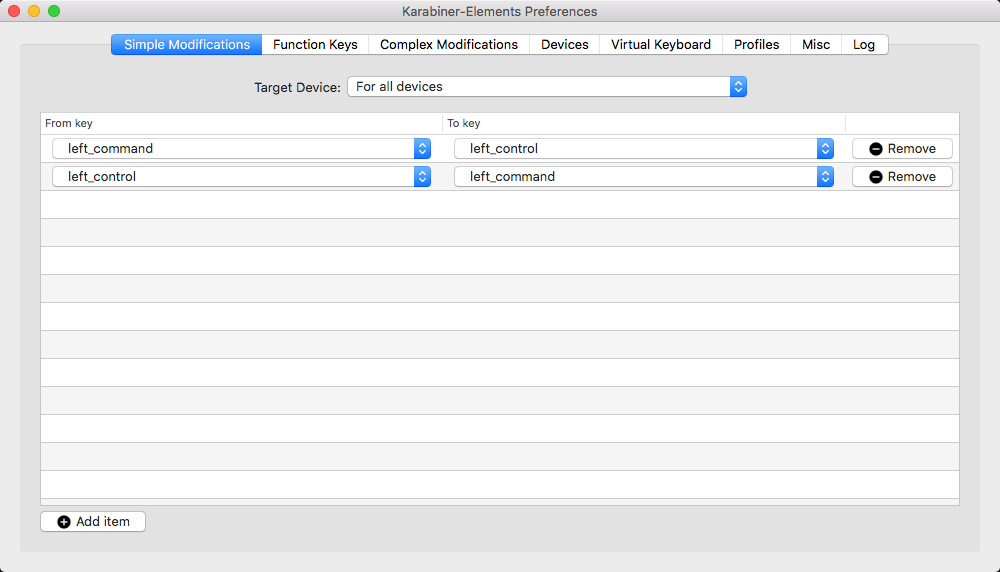 Karabiner-Elements Preferences
Simple Modifications Function Keys Complex Modifications Devices Virtual Keyboard Profiles Misc Log
Target Device: For all devices
From key To key
left_command left_control Remove
left_control left_command Remove
Add item